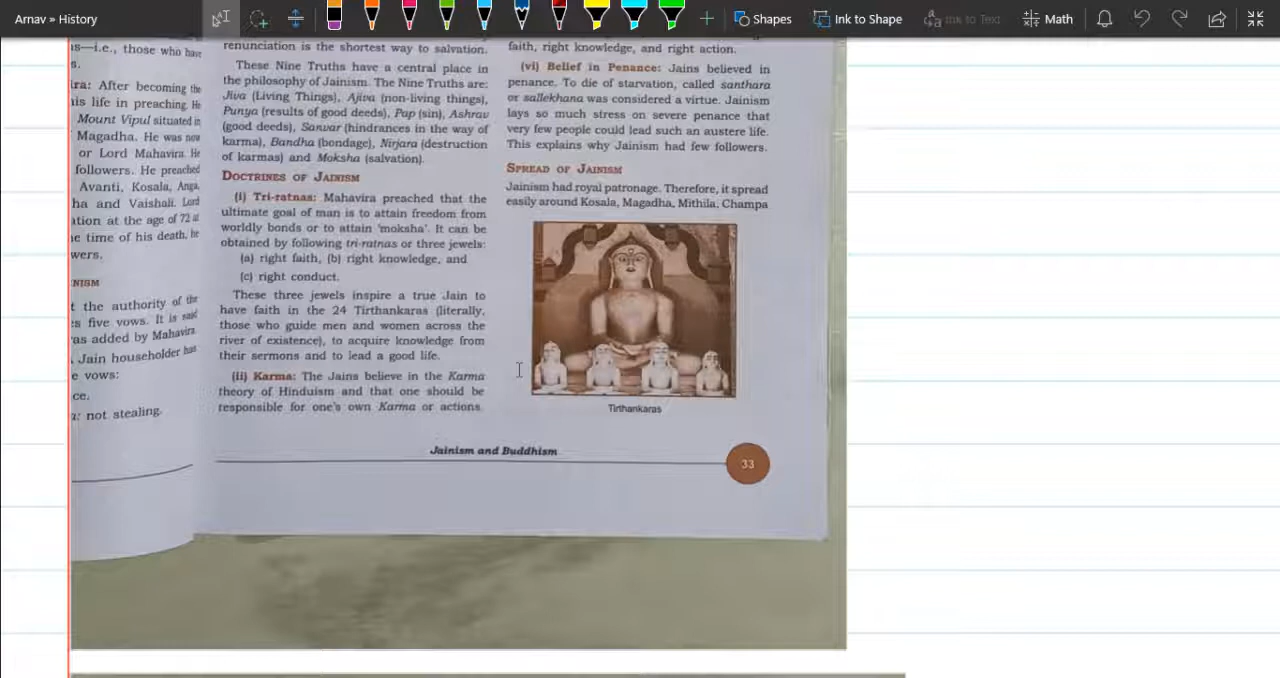 Arnav » History
Shapes
Ink to Shape
Ink to Text
Math
is—i.e., those who have
s.
ira: After becoming the
his life in preaching. He
Mount Vipul situated in
Magadha. He was now
or Lord Mahavira. He
followers. He preached
Avanti, Kosala, Anga,
ha and Vaishali. Lord
ation at the age of 72 at
he time of his death, he
wers.
NISM
t the authority of the
es five vows. It is said
as added by Mahavira.
Jain householder has
e vows:
ce.
a: not stealing.
renunciation is the shortest way to salvation.
These Nine Truths have a central place in
the philosophy of Jainism. The Nine Truths are:
Jiva (Living Things), Ajiva (non-living things),
Punya (results of good deeds), Pap (sin), Ashrav
(good deeds), Sanvar (hindrances in the way of
karma), Bandha (bondage), Nirjara (destruction
of karmas) and Moksha (salvation).
DOCTRINES OF JAINISM
(i) Tri-ratnas: Mahavira preached that the
ultimate goal of man is to attain freedom from
worldly bonds or to attain 'moksha'. It can be
obtained by following tri-ratnas or three jewels:
(a) right faith, (b) right knowledge, and
(c) right conduct.
These three jewels inspire a true Jain to
have faith in the 24 Tirthankaras (literally,
those who guide men and women across the
river of existence), to acquire knowledge from
their sermons and to lead a good life.
(ii) Karma: The Jains believe in the Karma
theory of Hinduism and that one should be
responsible for one's own Karma or actions.
faith, right knowledge, and right action.
(vi) Belief in Penance: Jains believed in
penance. To die of starvation, called santhara
or sallekhana was considered a virtue. Jainism
lays so much stress on severe penance that
very few people could lead such an austere life.
This explains why Jainism had few followers.
SPREAD OF JAINISM
Jainism had royal patronage. Therefore, it spread
easily around Kosala, Magadha, Mithila, Champa
Tirthankaras
Jainism and Buddhism
33